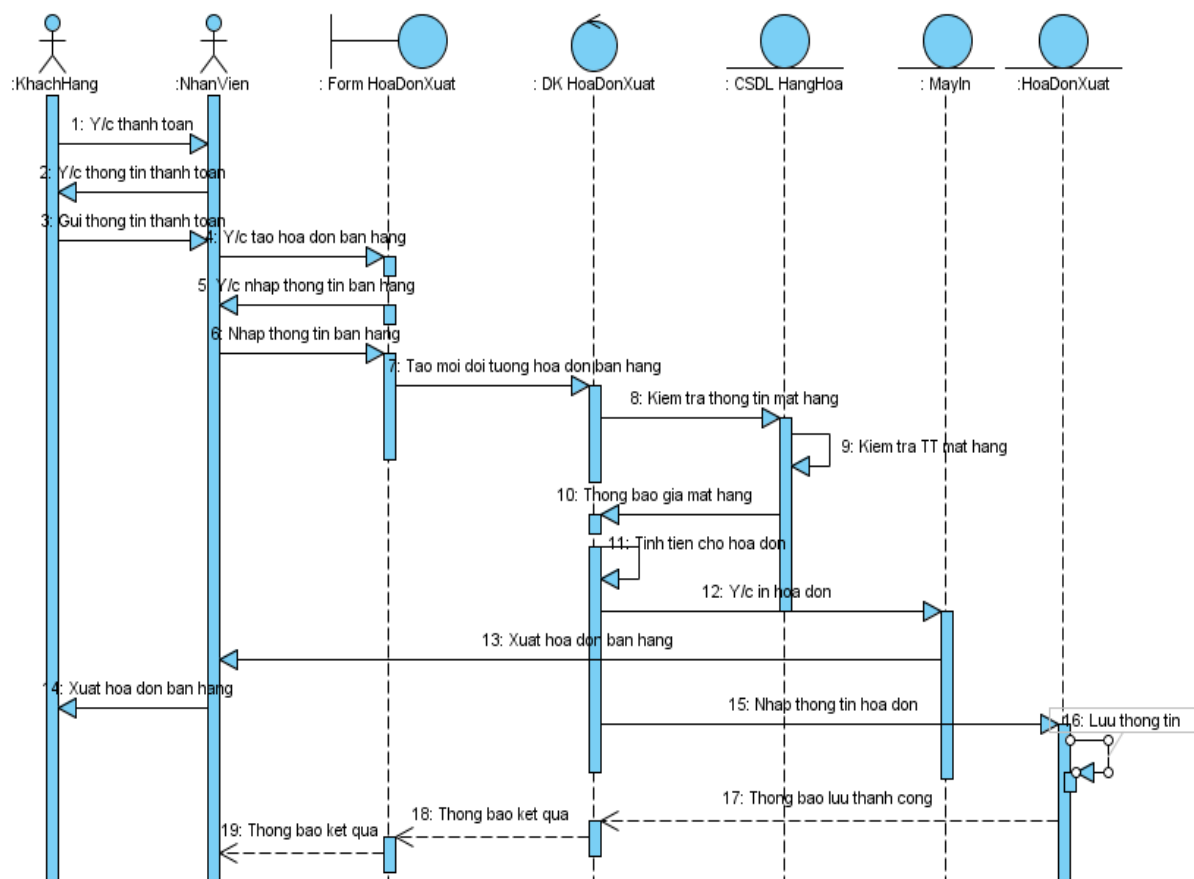 :KhachHang
:NhanVien
: Form HoaDonXuat
: DK HoaDonXuat
: CSDL HangHoa
: MayIn
:HoaDonXuat
1: Y/c thanh toan
2: Y/c thong tin thanh toan
3: Gui thong tin thanh toan
4: Y/c tao hoa don ban hang
5: Y/c nhap thong tin ban hang
6: Nhap thong tin ban hang
7: Tao moi doi tuong hoa don ban hang
8: Kiem tra thong tin mat hang
9: Kiem tra TT mat hang
10: Thong bao gia mat hang
11: Tinh tien cho hoa don
12: Y/c in hoa don
13: Xuat hoa don ban hang
14: Xuat hoa don ban hang
15: Nhap thong tin hoa don
16: Luu thong tin
17: Thong bao luu thanh cong
18: Thong bao ket qua
19: Thong bao ket qua